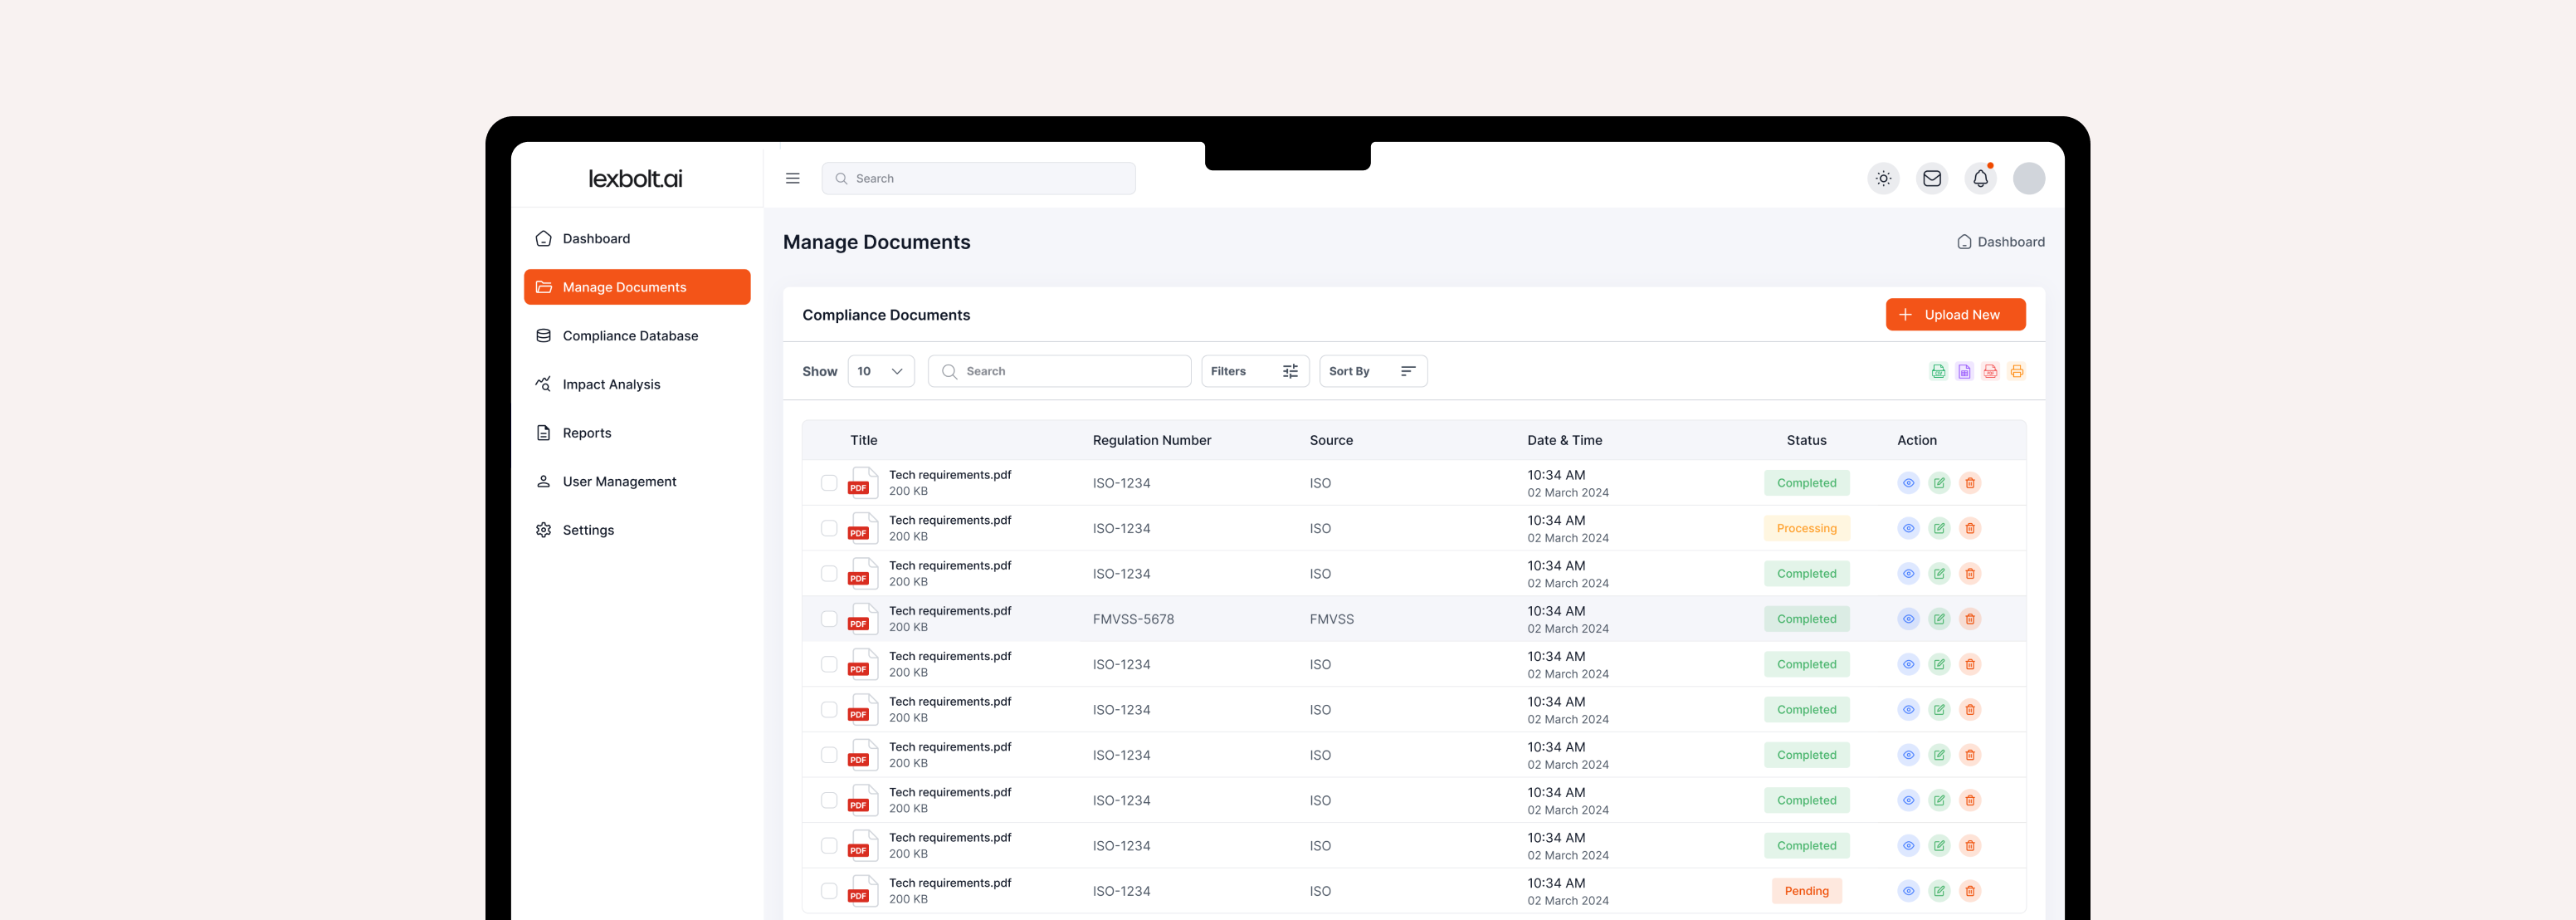 lexbolt.ai
Search
Dashboard
Manage Documents
Compliance Database
Impact Analysis
Reports
User Management
Settings
Manage Documents
Dashboard
Compliance Documents
Upload New
Show 10 Search Filters Sort By
Title Regulation Number Source Date & Time Status Action
PDF Tech requirements.pdf 200 KB ISO-1234 ISO 10:34 AM 02 March 2024 Completed
PDF Tech requirements.pdf 200 KB ISO-1234 ISO 10:34 AM 02 March 2024 Processing
PDF Tech requirements.pdf 200 KB ISO-1234 ISO 10:34 AM 02 March 2024 Completed
PDF Tech requirements.pdf 200 KB FMVSS-5678 FMVSS 10:34 AM 02 March 2024 Completed
PDF Tech requirements.pdf 200 KB ISO-1234 ISO 10:34 AM 02 March 2024 Completed
PDF Tech requirements.pdf 200 KB ISO-1234 ISO 10:34 AM 02 March 2024 Completed
PDF Tech requirements.pdf 200 KB ISO-1234 ISO 10:34 AM 02 March 2024 Completed
PDF Tech requirements.pdf 200 KB ISO-1234 ISO 10:34 AM 02 March 2024 Completed
PDF Tech requirements.pdf 200 KB ISO-1234 ISO 10:34 AM 02 March 2024 Completed
PDF Tech requirements.pdf 200 KB ISO-1234 ISO 10:34 AM 02 March 2024 Pending